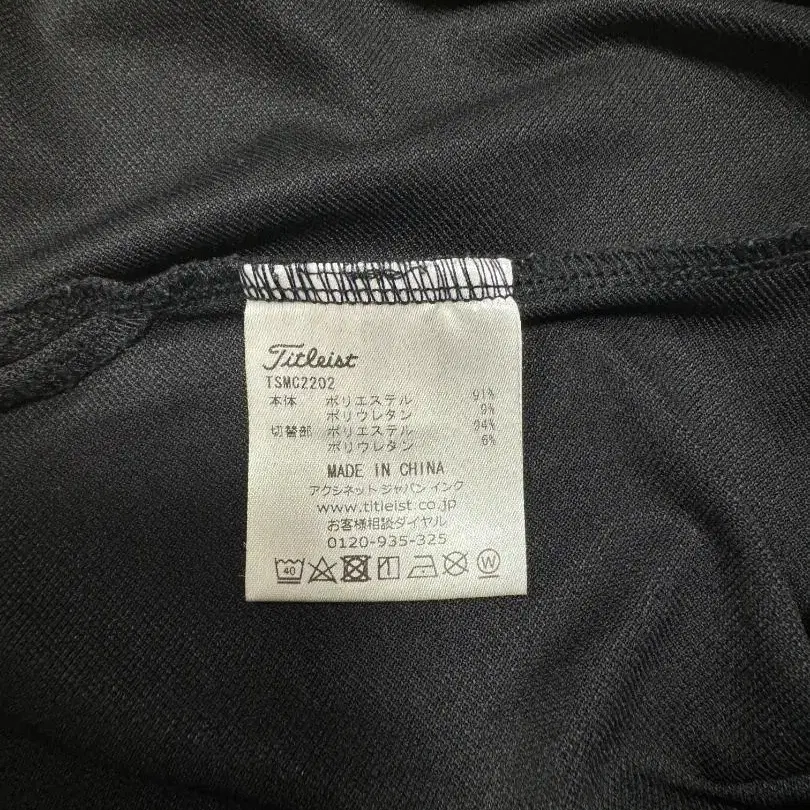 Titleist
TSMC2202
本体 ポリエステル 91%
ポリウレタン 9%
切替部 ポリエステル 94%
ポリウレタン 6%
MADE IN CHINA
アクシネット ジャパン インク
www.titleist.co.jp
お客様相談ダイヤル
0120-935-325
40 W